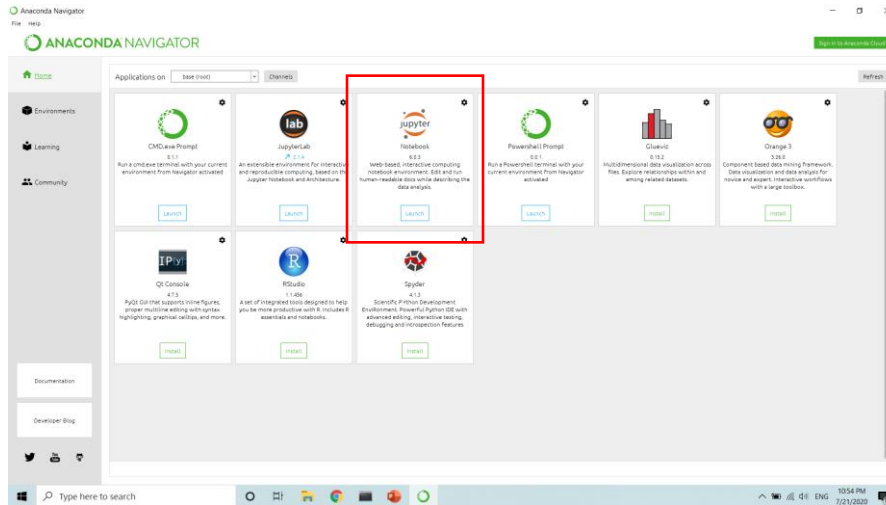 Anaconda Navigator
File Help
ANACONDA NAVIGATOR
Sign in to Anaconda Cloud
Home
Environments
Learning
Community
Documentation
Developer Blog
You
Tube
Applications on
base (root)
Channels
Refresh
CMD.exe Prompt
0.1.1
Run a cmd.exe terminal with your current
environment from Navigator activated
Launch
lab
JupyterLab
2.1.4
An extensible environment for interactive
and reproducible computing, based on the
Jupyter Notebook and Architecture.
Launch
jupyter
Notebook
6.0.3
Web-based, interactive computing
notebook environment. Edit and run
human-readable docs while describing the
data analysis.
Launch
Powershell Prompt
0.0.1
Run a Powershell terminal with your
current environment from Navigator
activated
Launch
Glueviz
0.15.2
Multidimensional data visualization across
files. Explore relationships within and
among related datasets.
Install
Orange 3
3.26.0
Component based data mining framework.
Data visualization and data analysis for
novice and expert. Interactive workflows
with a large toolbox.
Install
IP[y]:
Qt Console
4.7.5
PyQt GUI that supports inline figures,
proper multiline editing with syntax
highlighting, graphical calltips, and more.
Install
R
RStudio
1.1.456
A set of integrated tools designed to help
you be more productive with R. Includes R
essentials and notebooks.
Install
Spyder
4.1.3
Scientific Python Development
Environment. Powerful Python IDE with
advanced editing, interactive testing,
debugging and introspection features
Install
Type here to search
ENG
10:54 PM
7/21/2020